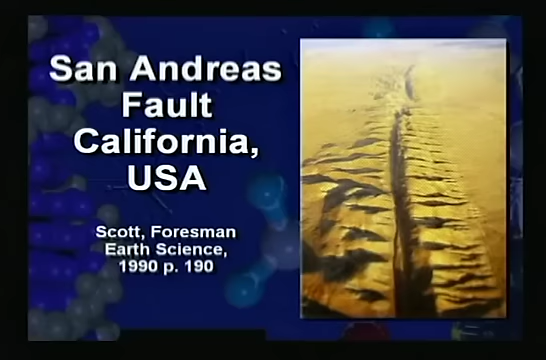 San Andreas
Fault
California,
USA
Scott, Foresman
Earth Science,
1990 p. 190